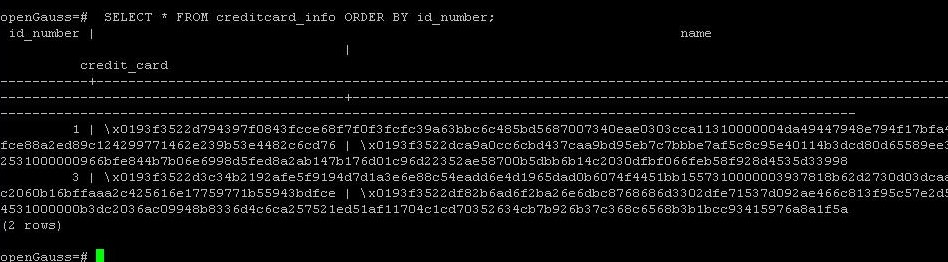 openGauss=#  SELECT * FROM creditcard_info ORDER BY id_number;
 id_number |                                                                                  name
                                               |
          credit_card
-----------+------------------------------------------------------------------------------------------------------------------
-----------------------------------------------+------------------------------------------------------------------------------
-----------------------------------------------------------------------------------------------------------------
         1 | \x0193f3522d794397f0843fcce68f7f0f3fcfc39a63bbc6c485bd5687007340eae0303cca11310000004da49447948e794f17bfa4
fce88a2ed89c124299771462e239b53e4482c6cd76 | \x0193f3522dca9a0cc6cbd437caa9bd95eb7c7bbbe7af5c8c95e40114b3dcd80d65589ee3
2531000000966bfe844b7b06e6998d5fed8a2ab147b176d01c96d22352ae58700b5dbb6b14c2030dfbf066feb58f928d4535d33998
         3 | \x0193f3522d3c34b2192afe5f9194d7d1a3e6e88c54eadd6e4d1965dad0b6074f4451bb1557310000003937818b62d2730d03dcaa
c2060b16bffaaa2c425616e17759771b55943bdfce | \x0193f3522df82b6ad6f2ba26e6dbc8768686d3302dfe71537d092ae466c813f95c57e2d5
4531000000b3dc2036ac09948b8336d4c6ca257521ed51af11704c1cd70352634cb7b926b37c368c6568b3b1bcc93415976a8a1f5a
(2 rows)
openGauss=#